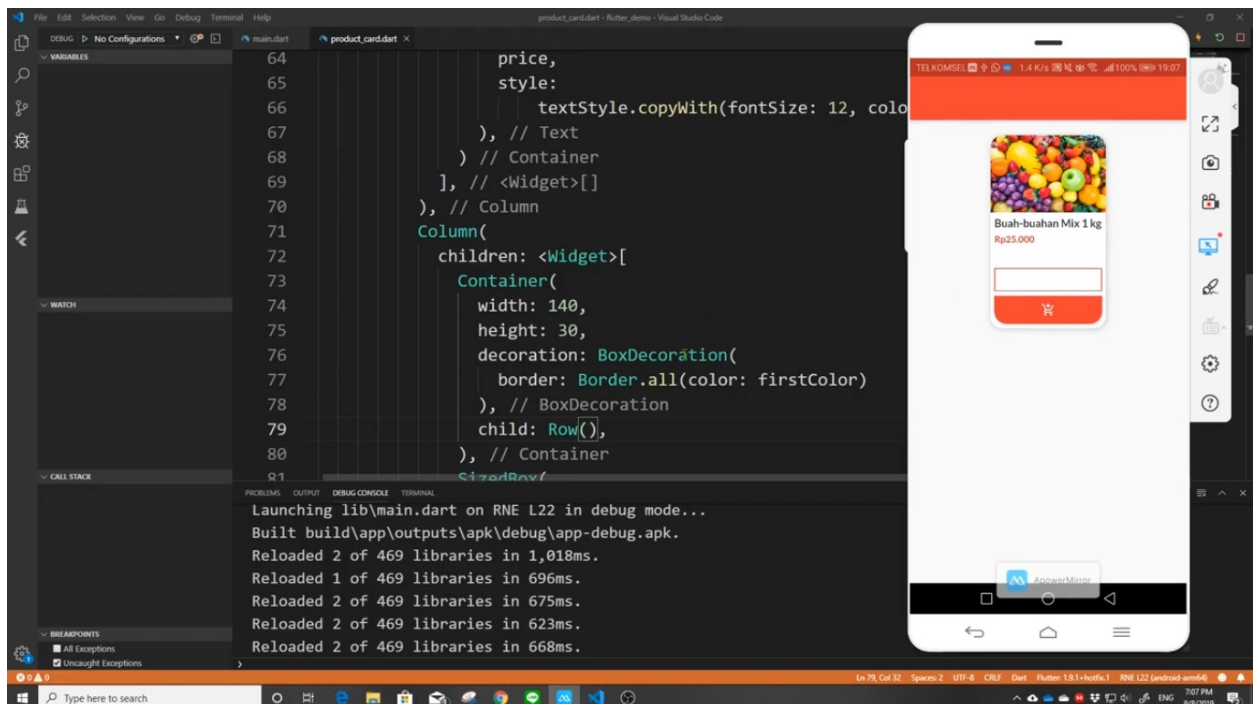 File Edit Selection View Go Debug Terminal Help
product_card.dart - flutter_demo - Visual Studio Code
DEBUG No Configurations
main.dart product_card.dart
VARIABLES
WATCH
CALL STACK
BREAKPOINTS
All Exceptions
Uncaught Exceptions
64 price,
65 style:
66 textStyle.copyWith(fontSize: 12, colo
67 ), // Text
68 ) // Container
69 ], // <Widget>[]
70 ), // Column
71 Column(
72 children: <Widget>[
73 Container(
74 width: 140,
75 height: 30,
76 decoration: BoxDecoration(
77 border: Border.all(color: firstColor)
78 ), // BoxDecoration
79 child: Row(),
80 ), // Container
81 SizedBox(
PROBLEMS OUTPUT DEBUG CONSOLE TERMINAL
Launching lib\main.dart on RNE L22 in debug mode...
Built build\app\outputs\apk\debug\app-debug.apk.
Reloaded 2 of 469 libraries in 1,018ms.
Reloaded 1 of 469 libraries in 696ms.
Reloaded 2 of 469 libraries in 675ms.
Reloaded 2 of 469 libraries in 623ms.
Reloaded 2 of 469 libraries in 668ms.
TELKOMSEL 1.4 K/s 100% 19:07
Buah-buahan Mix 1 kg
Rp25.000
ApowerMirror
0 0
Ln 79, Col 32 Spaces: 2 UTF-8 CRLF Dart Flutter: 1.9.1+hotfix.1 RNE L22 (android-arm64)
Type here to search
ENG
7:07 PM
9/8/2019